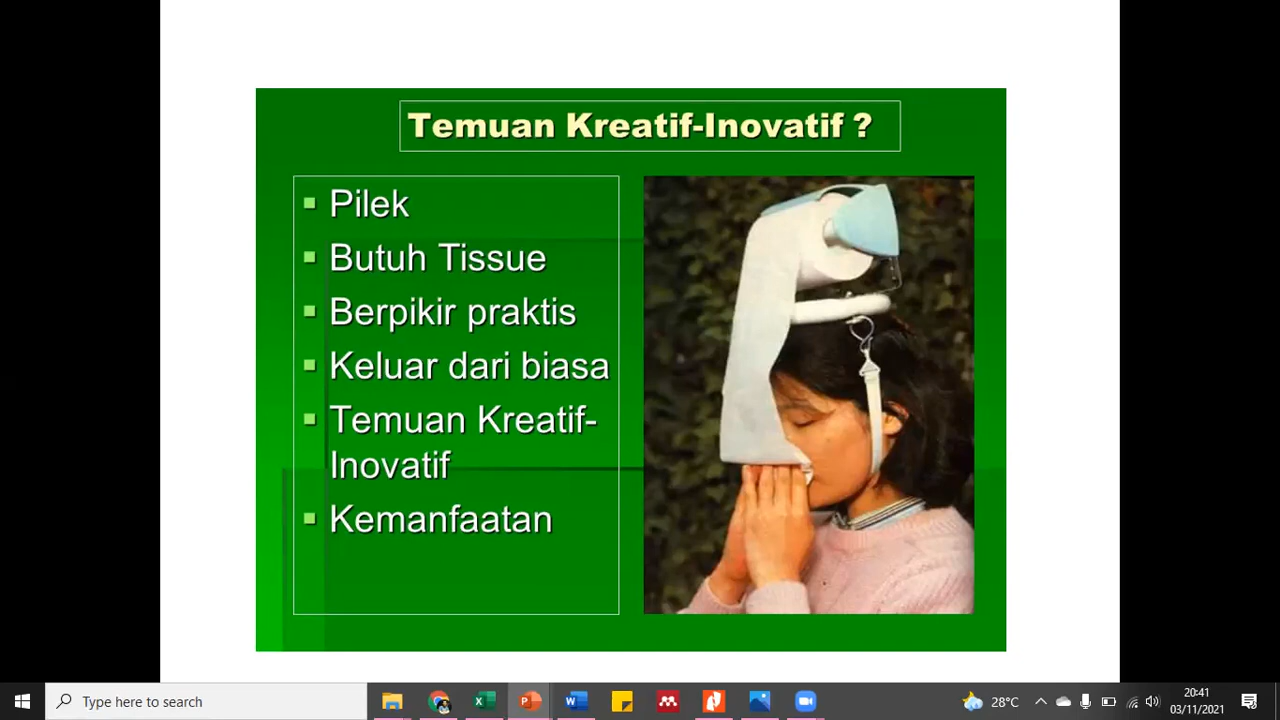 Temuan Kreatif-Inovatif ?
Pilek
Butuh Tissue
Berpikir praktis
Keluar dari biasa
Temuan Kreatif-
Inovatif
Kemanfaatan
Type here to search
28°C
20:41
03/11/2021